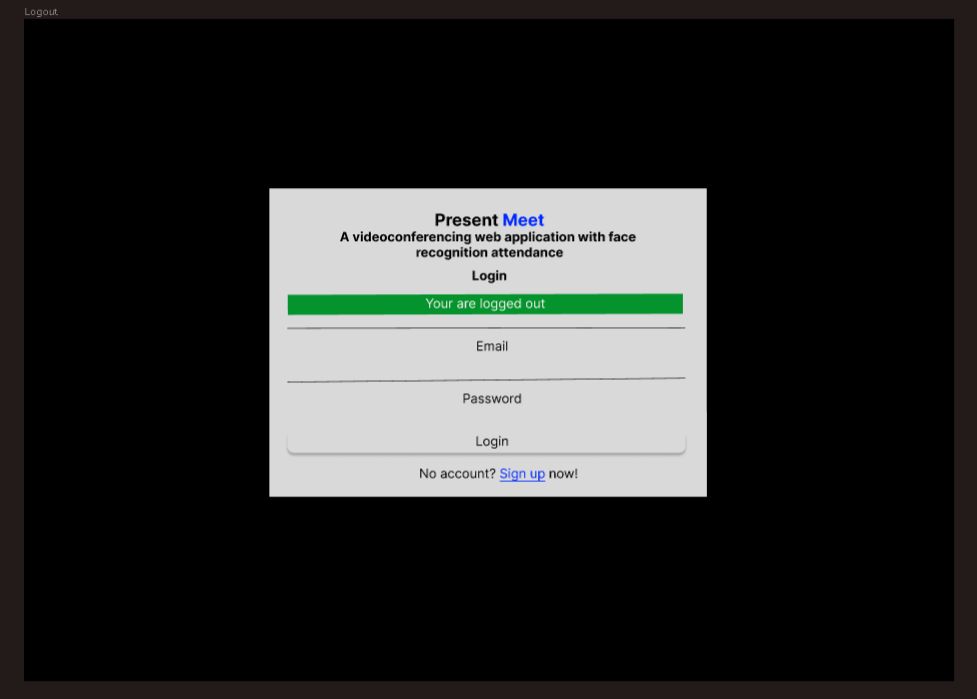 Logout
Present Meet
A videoconferencing web application with face
recognition attendance
Login
Your are logged out
Email
Password
Login
No account? Sign up now!